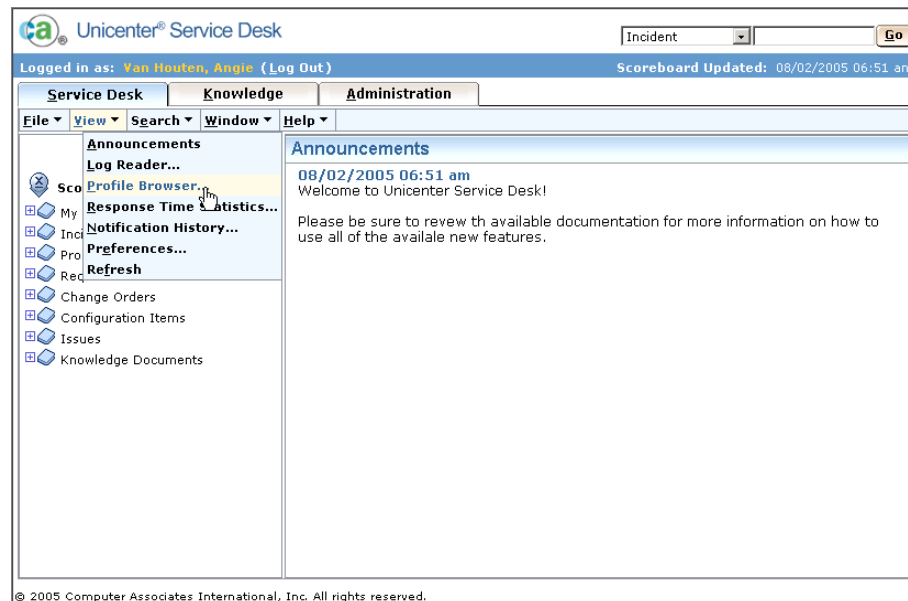 ca® Unicenter® Service Desk
Incident Go
Logged in as: Van Houten, Angie (Log Out) Scoreboard Updated: 08/02/2005 06:51 am
Service Desk Knowledge Administration
File View Search Window Help
Announcements
Log Reader...
Profile Browser...
Response Time Statistics...
Notification History...
Preferences...
Refresh
Sco
My
Inci
Pro
Req
Change Orders
Configuration Items
Issues
Knowledge Documents
Announcements
08/02/2005 06:51 am
Welcome to Unicenter Service Desk!
Please be sure to revew th available documentation for more information on how to
use all of the availale new features.
© 2005 Computer Associates International, Inc. All rights reserved.